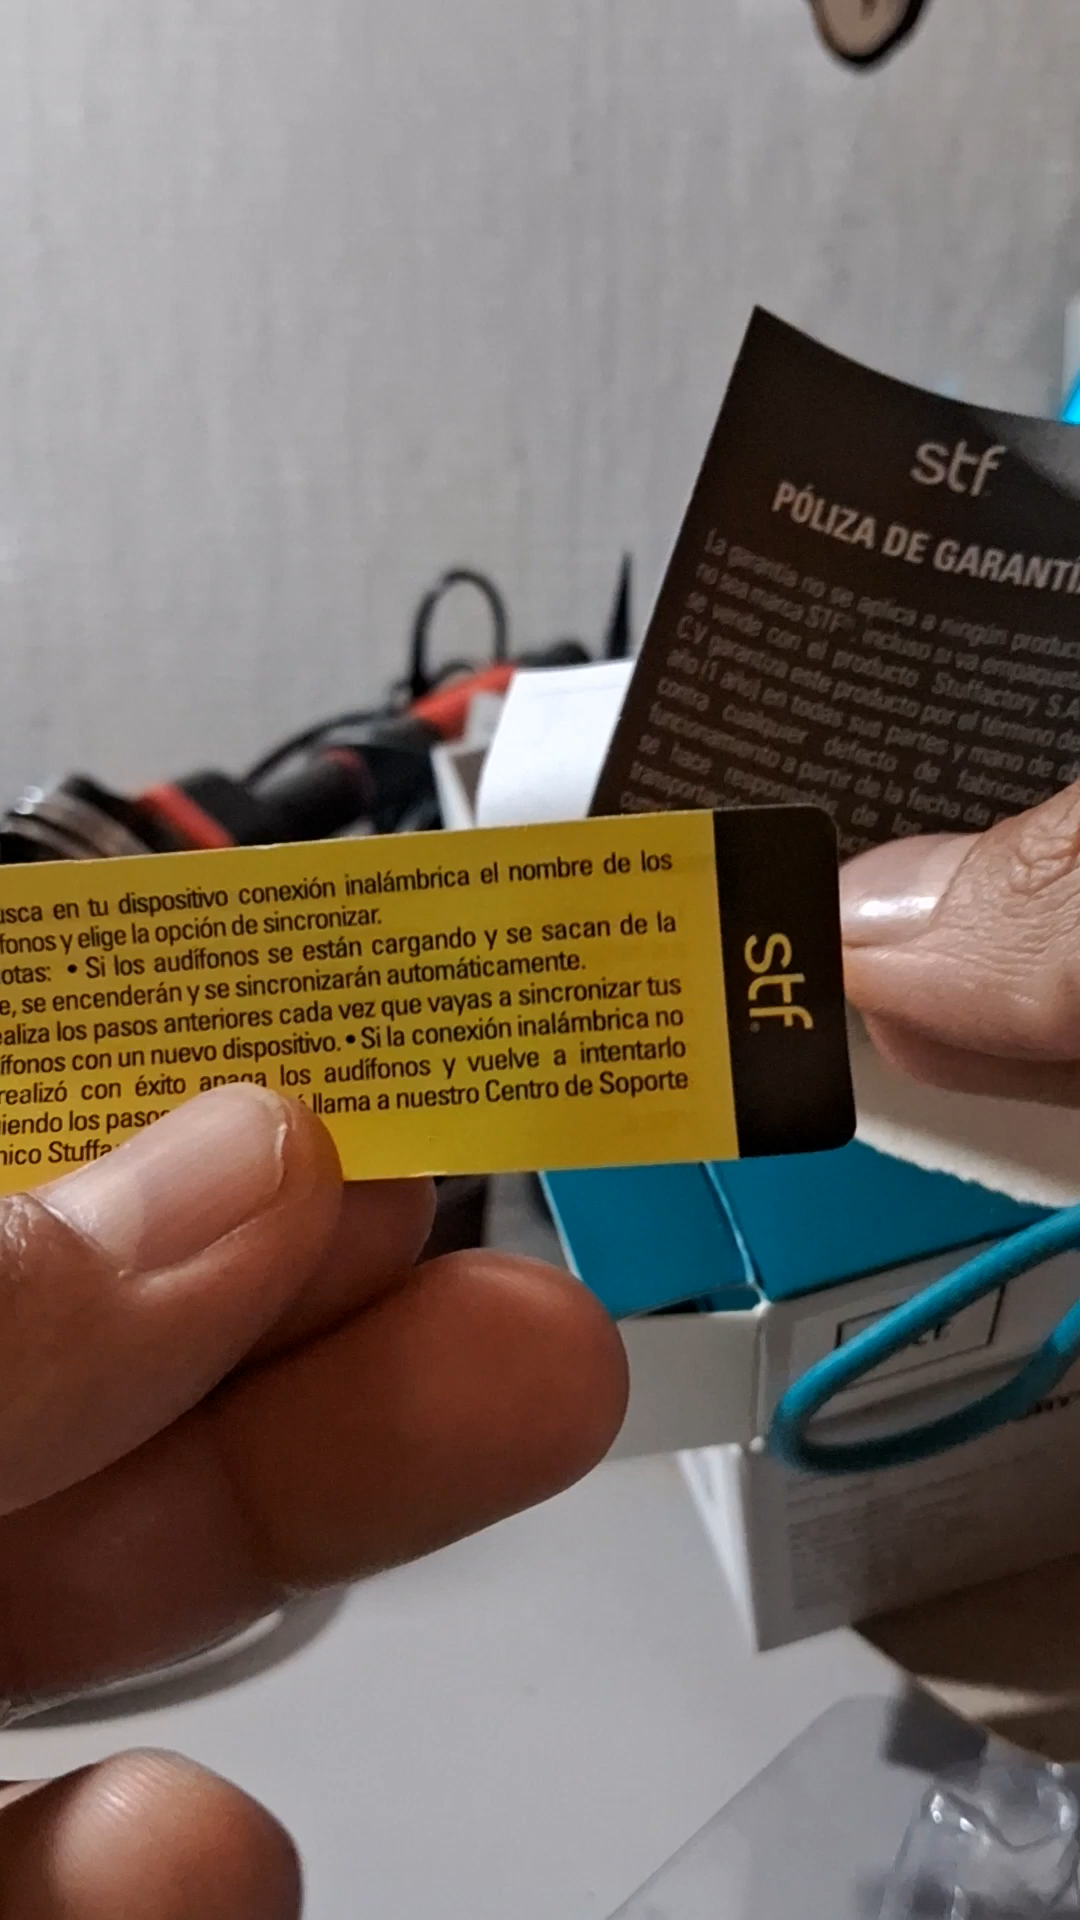 stf
PÓLIZA DE GARANTÍA
La garantía no se aplica a ningún product
no sea marca STF®, incluso si va empaquet
se vende con el producto. Stuffactory S.A
C.V garantiza este producto por el término de
año (1 año) en todas sus partes y mano de
contra cualquier defecto de fabricac
funcionamiento a partir de la fecha de
se hace responsable de los
usca en tu dispositivo conexión inalámbrica el nombre de los
fonos y elige la opción de sincronizar.
otas: • Si los audífonos se están cargando y se sacan de la
e, se encenderán y se sincronizarán automáticamente.
ealiza los pasos anteriores cada vez que vayas a sincronizar tus
ífonos con un nuevo dispositivo. • Si la conexión inalámbrica no
realizó con éxito apaga los audífonos y vuelve a intentarlo
iendo los pasos llama a nuestro Centro de Soporte
nico Stuffa
stf